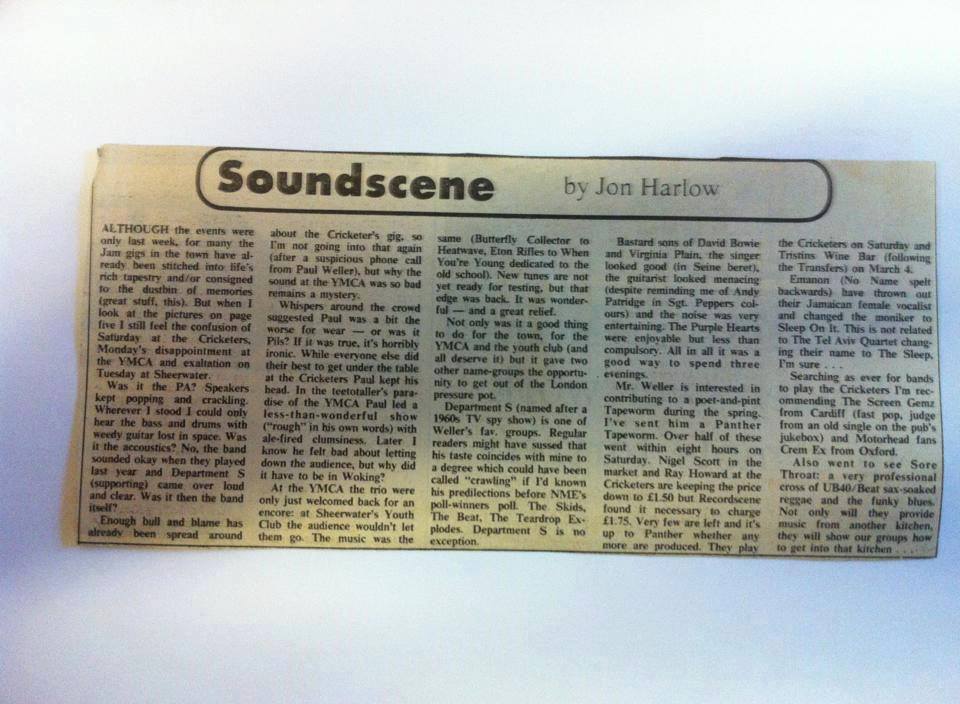 Soundscene
by Jon Harlow
ALTHOUGH the events were
only last week, for many the
Jam gigs in the town have al-
ready been stitched into life's
rich tapestry and/or consigned
to the dustbin of memories
(great stuff, this). But when I
look at the pictures on page
five I still feel the confusion of
Saturday at the Cricketers,
Monday's disappointment at
the YMCA and exaltation on
Tuesday at Sheerwater.
Was it the PA? Speakers
kept popping and crackling.
Wherever I stood I could only
hear the bass and drums with
weedy guitar lost in space. Was
it the accoustics? No, the band
sounded okay when they played
last year and Department S
(supporting) came over loud
and clear. Was it then the band
itself?
Enough bull and blame has
already been spread around
about the Cricketer's gig, so
I'm not going into that again
(after a suspicious phone call
from Paul Weller), but why the
sound at the YMCA was so bad
remains a mystery.
Whispers around the crowd
suggested Paul was a bit the
worse for wear — or was it
Pils? If it was true, it's horribly
ironic. While everyone else did
their best to get under the table
at the Cricketers Paul kept his
head. In the teetotaller's para-
dise of the YMCA Paul led a
less-than-wonderful show
("rough" in his own words) with
ale-fired clumsiness. Later I
know he felt bad about letting
down the audience, but why did
it have to be in Woking?
At the YMCA the trio were
only just welcomed back for an
encore: at Sheerwater's Youth
Club the audience wouldn't let
them go. The music was the
same (Butterfly Collector to
Heatwave, Eton Rifles to When
You're Young dedicated to the
old school). New tunes are not
yet ready for testing, but that
edge was back. It was wonder-
ful — and a great relief.
Not only was it a good thing
to do for the town, for the
YMCA and the youth club (and
all deserve it) but it gave two
other name-groups the opportu-
nity to get out of the London
pressure pot.
Department S (named after a
1960s TV spy show) is one of
Weller's fav. groups. Regular
readers might have sussed that
his taste coincides with mine to
a degree which could have been
called "crawling" if I'd known
his predilections before NME's
poll-winners poll. The Skids,
The Beat, The Teardrop Ex-
plodes. Department S is no
exception.
Bastard sons of David Bowie
and Virginia Plain, the singer
looked good (in Seine beret),
the guitarist looked menacing
(despite reminding me of Andy
Patridge in Sgt. Peppers col-
ours) and the noise was very
entertaining. The Purple Hearts
were enjoyable but less than
compulsory. All in all it was a
good way to spend three
evenings.
Mr. Weller is interested in
contributing to a poet-and-pint
Tapeworm during the spring.
I've sent him a Panther
Tapeworm. Over half of these
went within eight hours on
Saturday. Nigel Scott in the
market and Ray Howard at the
Cricketers are keeping the price
down to £1.50 but Recordscene
found it necessary to charge
£1.75. Very few are left and it's
up to Panther whether any
more are produced. They play
the Cricketers on Saturday and
Tristins Wine Bar (following
the Transfers) on March 4.
Emanon (No Name spelt
backwards) have thrown out
their Jamaican female vocalist
and changed the moniker to
Sleep On It. This is not related
to The Tel Aviv Quartet chang-
ing their name to The Sleep,
I'm sure . . .
Searching as ever for bands
to play the Cricketers I'm rec-
ommending The Screen Gemz
from Cardiff (fast pop, judge
from an old single on the pub's
jukebox) and Motorhead fans
Crem Ex from Oxford.
Also went to see Sore
Throat: a very professional
cross of UB40/Beat sax-soaked
reggae and the funky blues.
Not only will they provide
music from another kitchen,
they will show our groups how
to get into that kitchen . . .